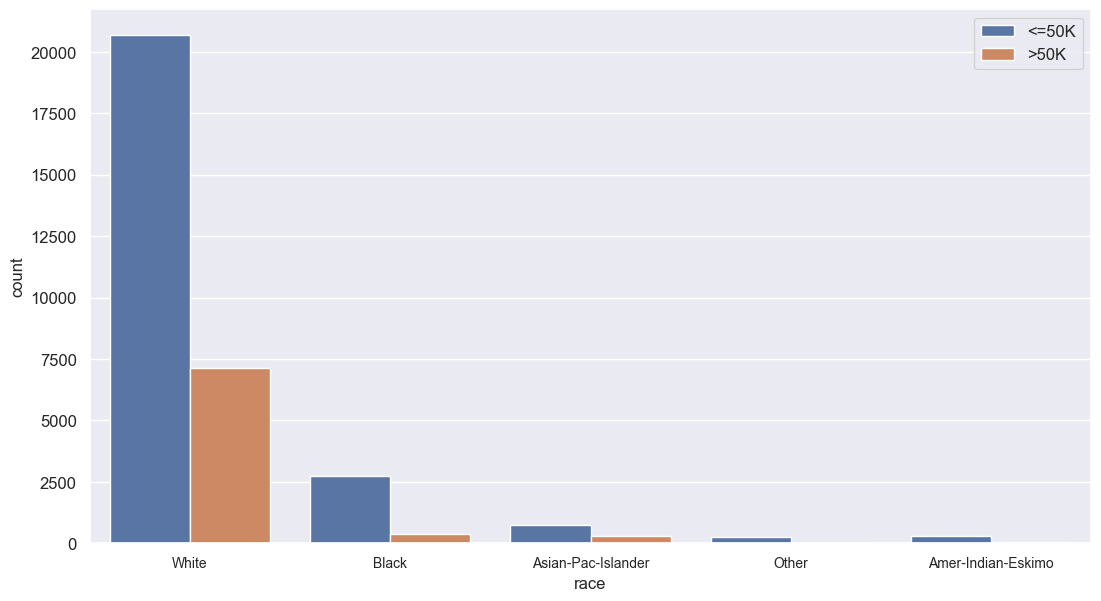 <=50K
>50K
20000
17500
15000
12500
10000
7500
5000
2500
0
count
White Black Asian-Pac-Islander Other Amer-Indian-Eskimo
race